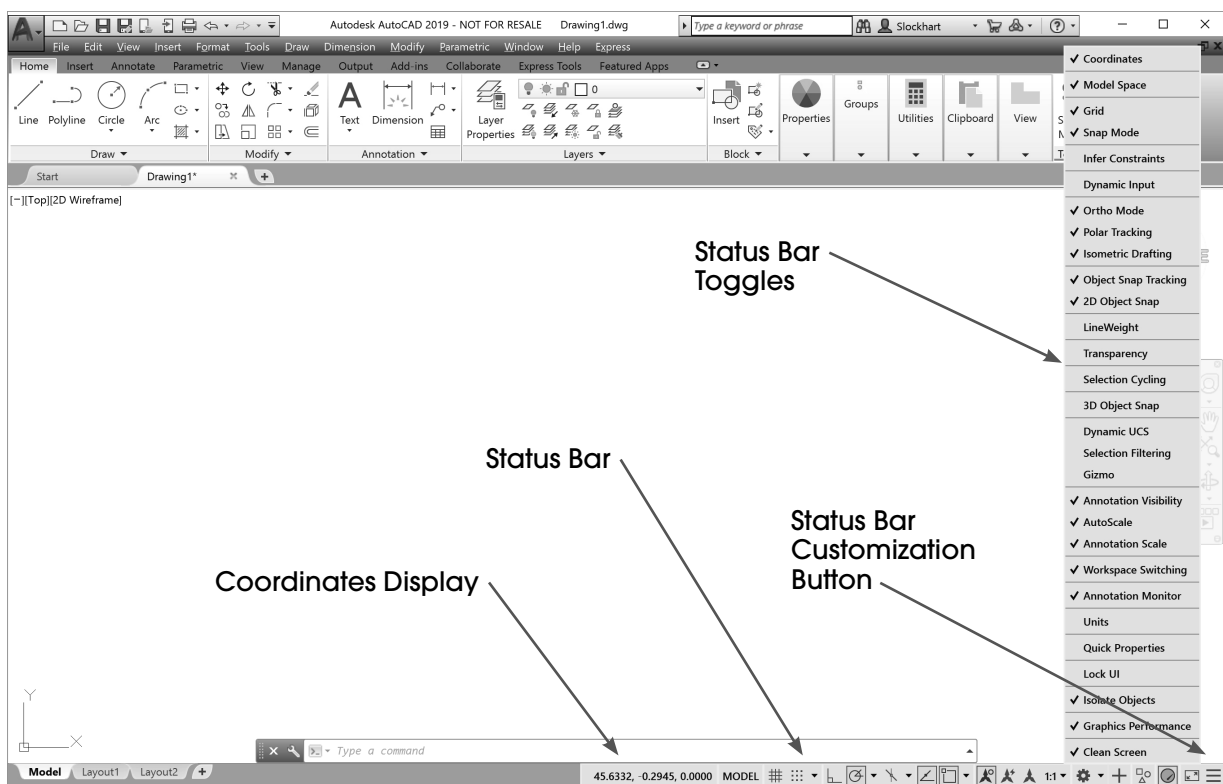 Autodesk AutoCAD 2019 - NOT FOR RESALE Drawing1.dwg
Type a keyword or phrase
Slockhart
File Edit View Insert Format Tools Draw Dimension Modify Parametric Window Help Express
Home Insert Annotate Parametric View Manage Output Add-ins Collaborate Express Tools Featured Apps
0
Line Polyline Circle Arc
Text Dimension
Layer Properties
Insert
Properties
Groups
Utilities
Clipboard
View
Draw Modify Annotation Layers Block
Start Drawing1*
[-][Top][2D Wireframe]
Status Bar
Toggles
Status Bar
Status Bar
Customization
Button
Coordinates Display
Coordinates
Model Space
Grid
Snap Mode
Infer Constraints
Dynamic Input
Ortho Mode
Polar Tracking
Isometric Drafting
Object Snap Tracking
2D Object Snap
LineWeight
Transparency
Selection Cycling
3D Object Snap
Dynamic UCS
Selection Filtering
Gizmo
Annotation Visibility
AutoScale
Annotation Scale
Workspace Switching
Annotation Monitor
Units
Quick Properties
Lock UI
Isolate Objects
Graphics Performance
Clean Screen
Y
X
Type a command
Model Layout1 Layout2 +
45.6332, -0.2945, 0.0000 MODEL 1:1